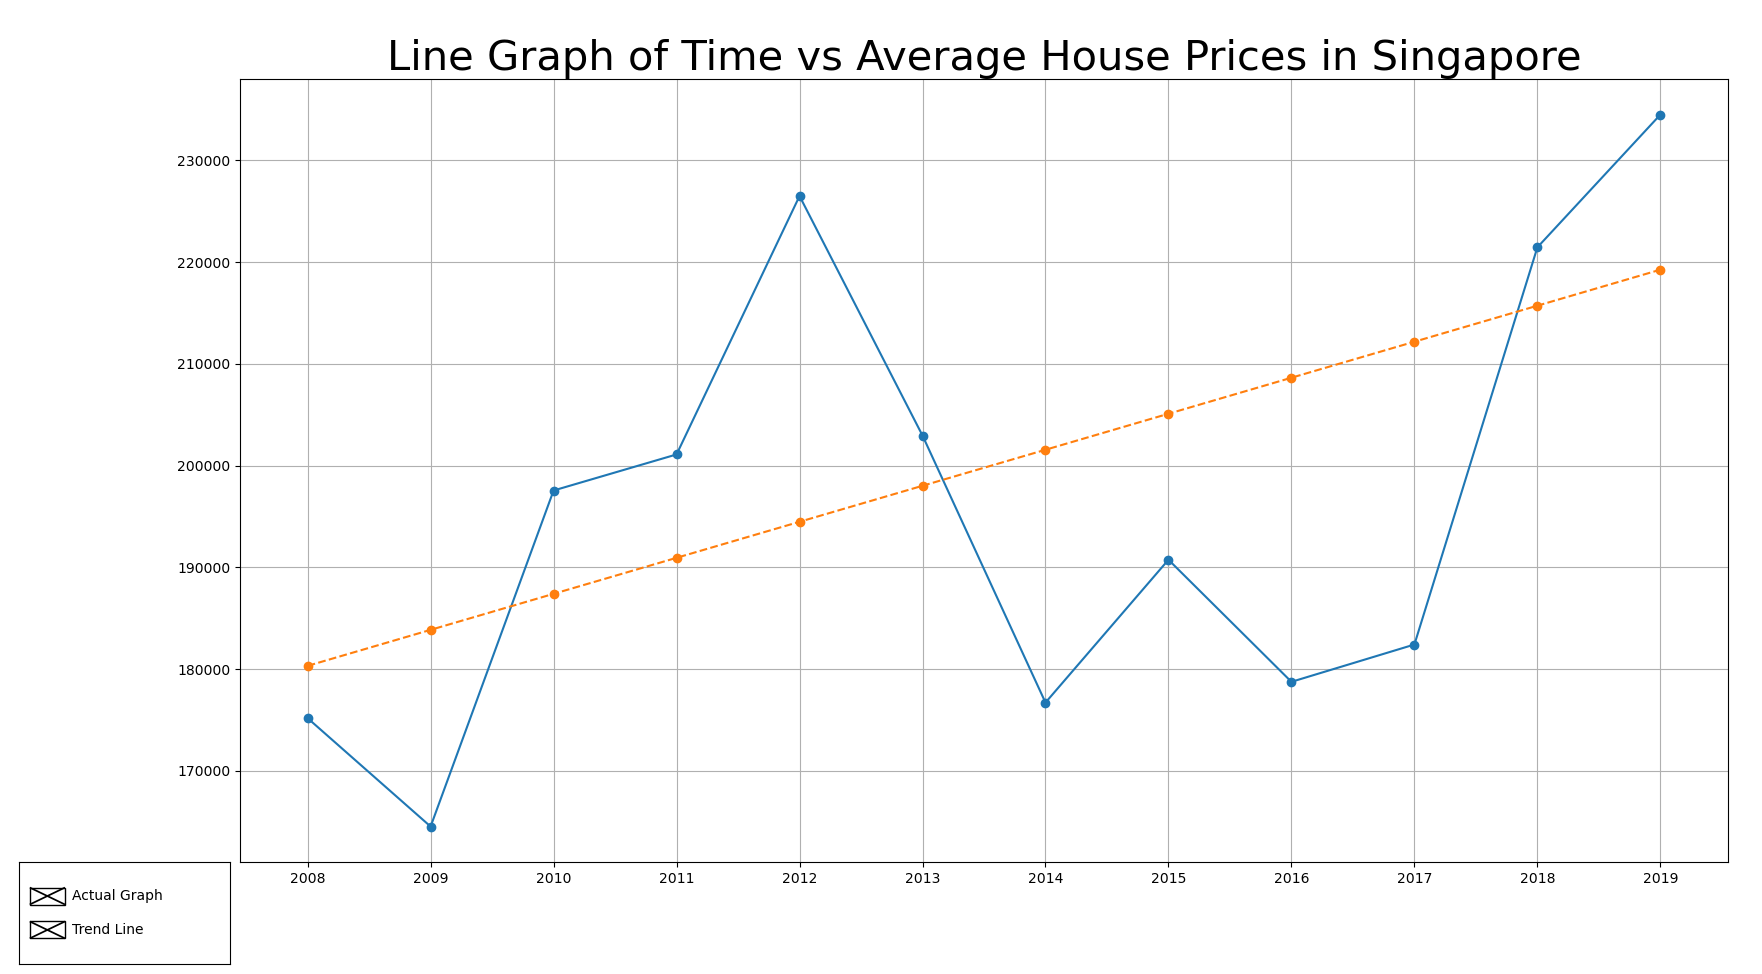 Line Graph of Time vs Average House Prices in Singapore
230000
220000
210000
200000
190000
180000
170000
2008 2009 2010 2011 2012 2013 2014 2015 2016 2017 2018 2019
Actual Graph
Trend Line